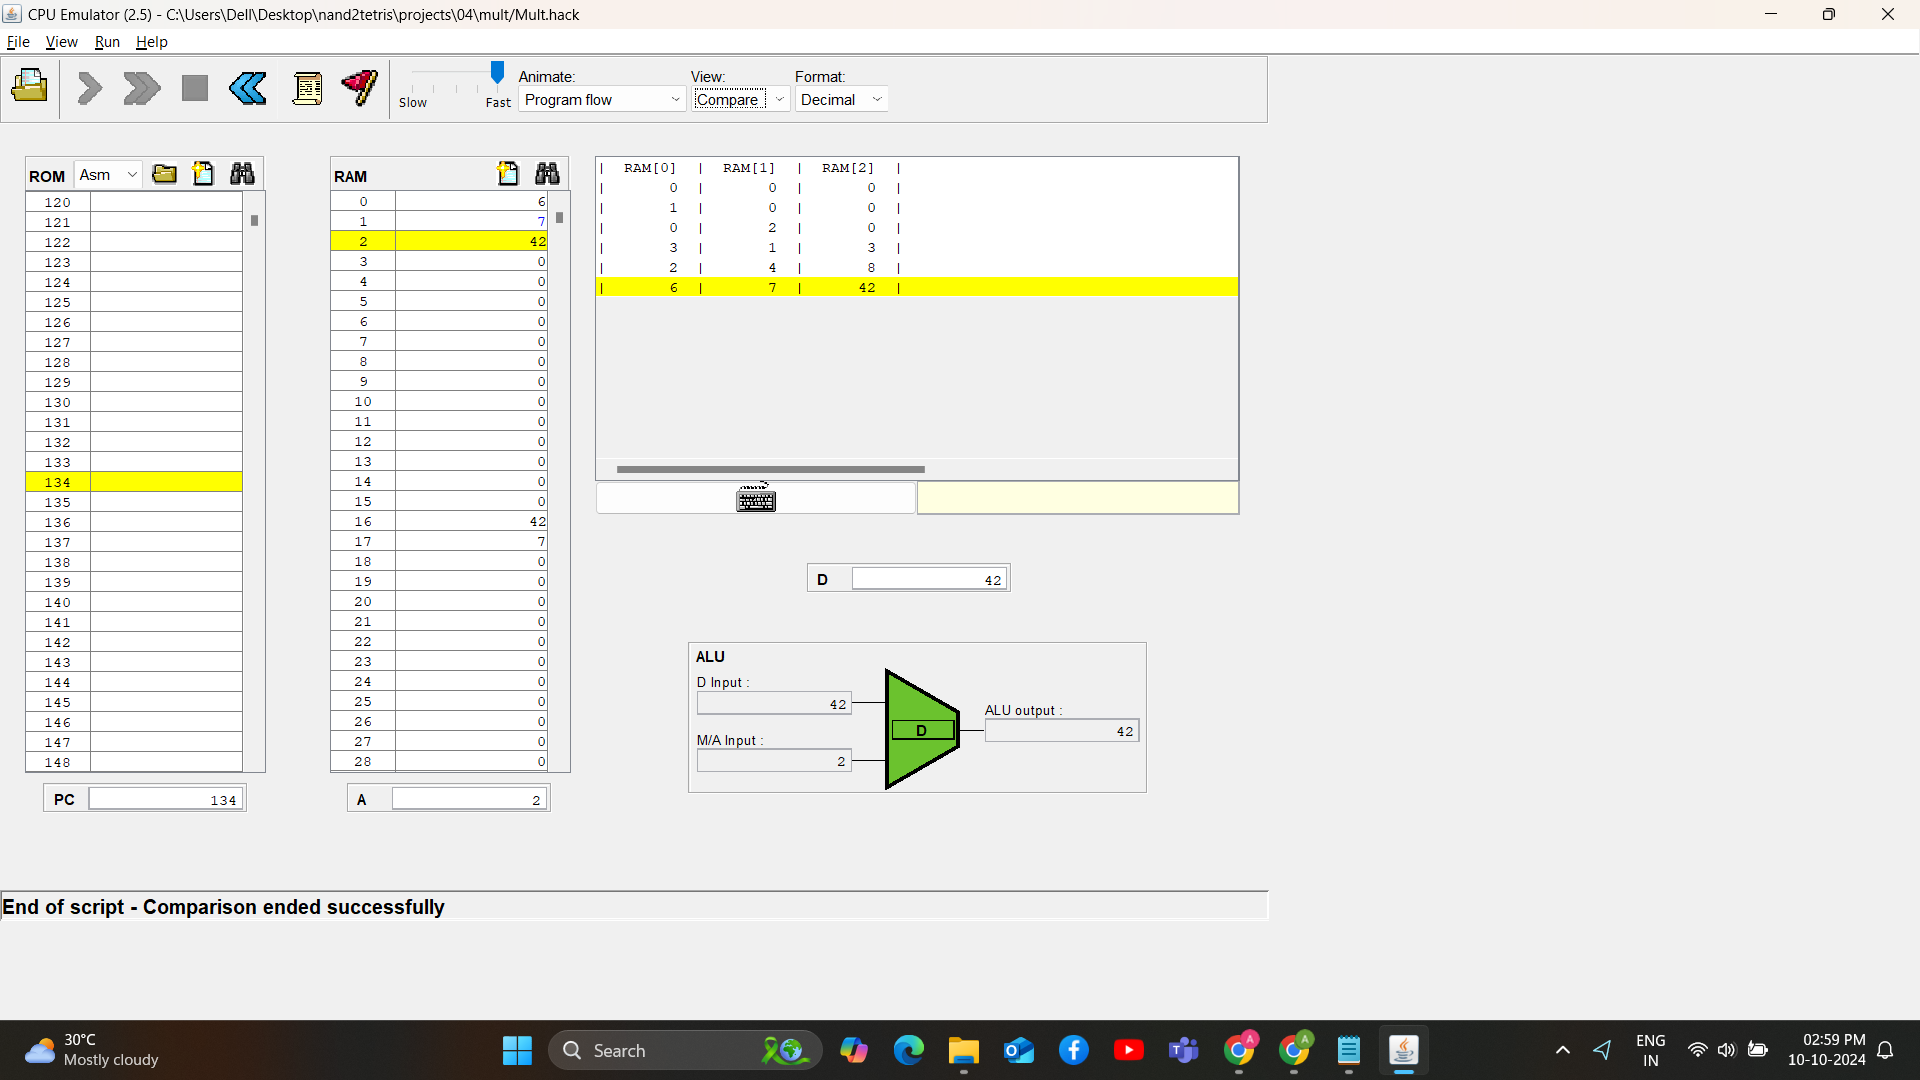 CPU Emulator (2.5) - C:\Users\Dell\Desktop\nand2tetris\projects\04\mult/Mult.hack
File View Run Help
Slow Fast
Animate:
Program flow
View:
Compare
Format:
Decimal
ROM Asm
120
121
122
123
124
125
126
127
128
129
130
131
132
133
134
135
136
137
138
139
140
141
142
143
144
145
146
147
148
PC 134
RAM
0 6
1 7
2 42
3 0
4 0
5 0
6 0
7 0
8 0
9 0
10 0
11 0
12 0
13 0
14 0
15 0
16 42
17 7
18 0
19 0
20 0
21 0
22 0
23 0
24 0
25 0
26 0
27 0
28 0
A 2
| RAM[0] | RAM[1] | RAM[2] |
| 0 | 0 | 0 |
| 1 | 0 | 0 |
| 0 | 2 | 0 |
| 3 | 1 | 3 |
| 2 | 4 | 8 |
| 6 | 7 | 42 |
D 42
ALU
D Input :
42
M/A Input :
2
D
ALU output :
42
End of script - Comparison ended successfully
30°C
Mostly cloudy
Search
A
A
ENG
IN
02:59 PM
10-10-2024